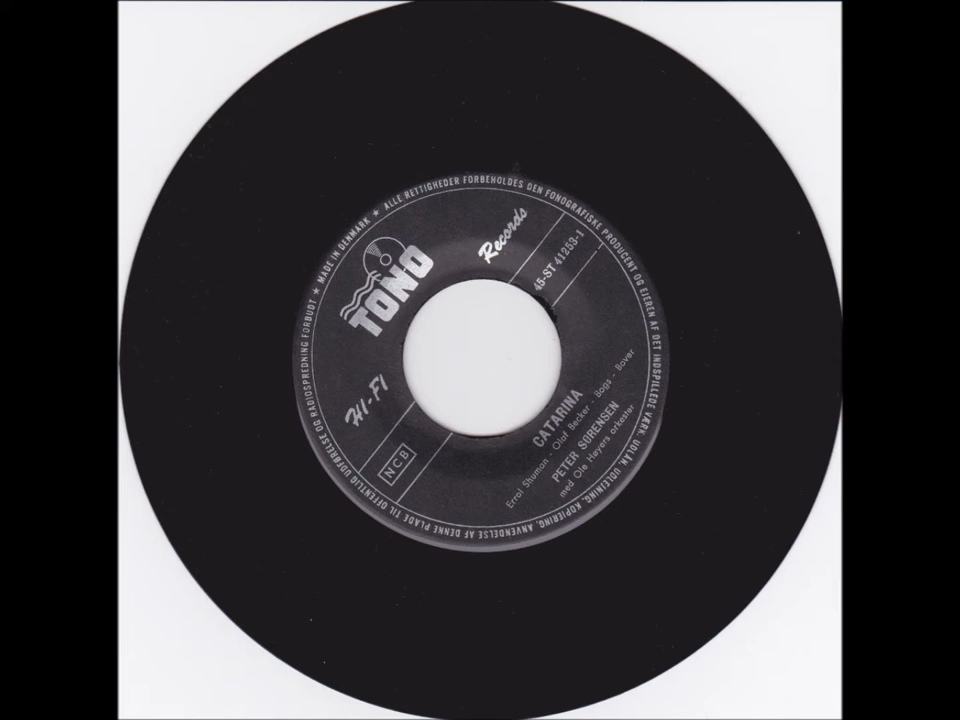 ★ MADE IN DENMARK ★ ALLE RETTIGHEDER FORBEHOLDES DEN FONOGRAFISKE PRODUCENT OG EJEREN AF DET INDSPILLEDE VÆRK. UDLÅN, UDLEJNING, KOPIERING, ANVENDELSE AF DENNE PLADE TIL OFFENTLIG UDFØRELSE OG RADIOSPREDNING FORBUDT
TONO
Records
HI-FI
45-ST 41253-1
NCB
CATARINA
Errol Shuman - Olaf Becker - Bogs - Bover
PETER SØRENSEN
med Ole Høyers orkester